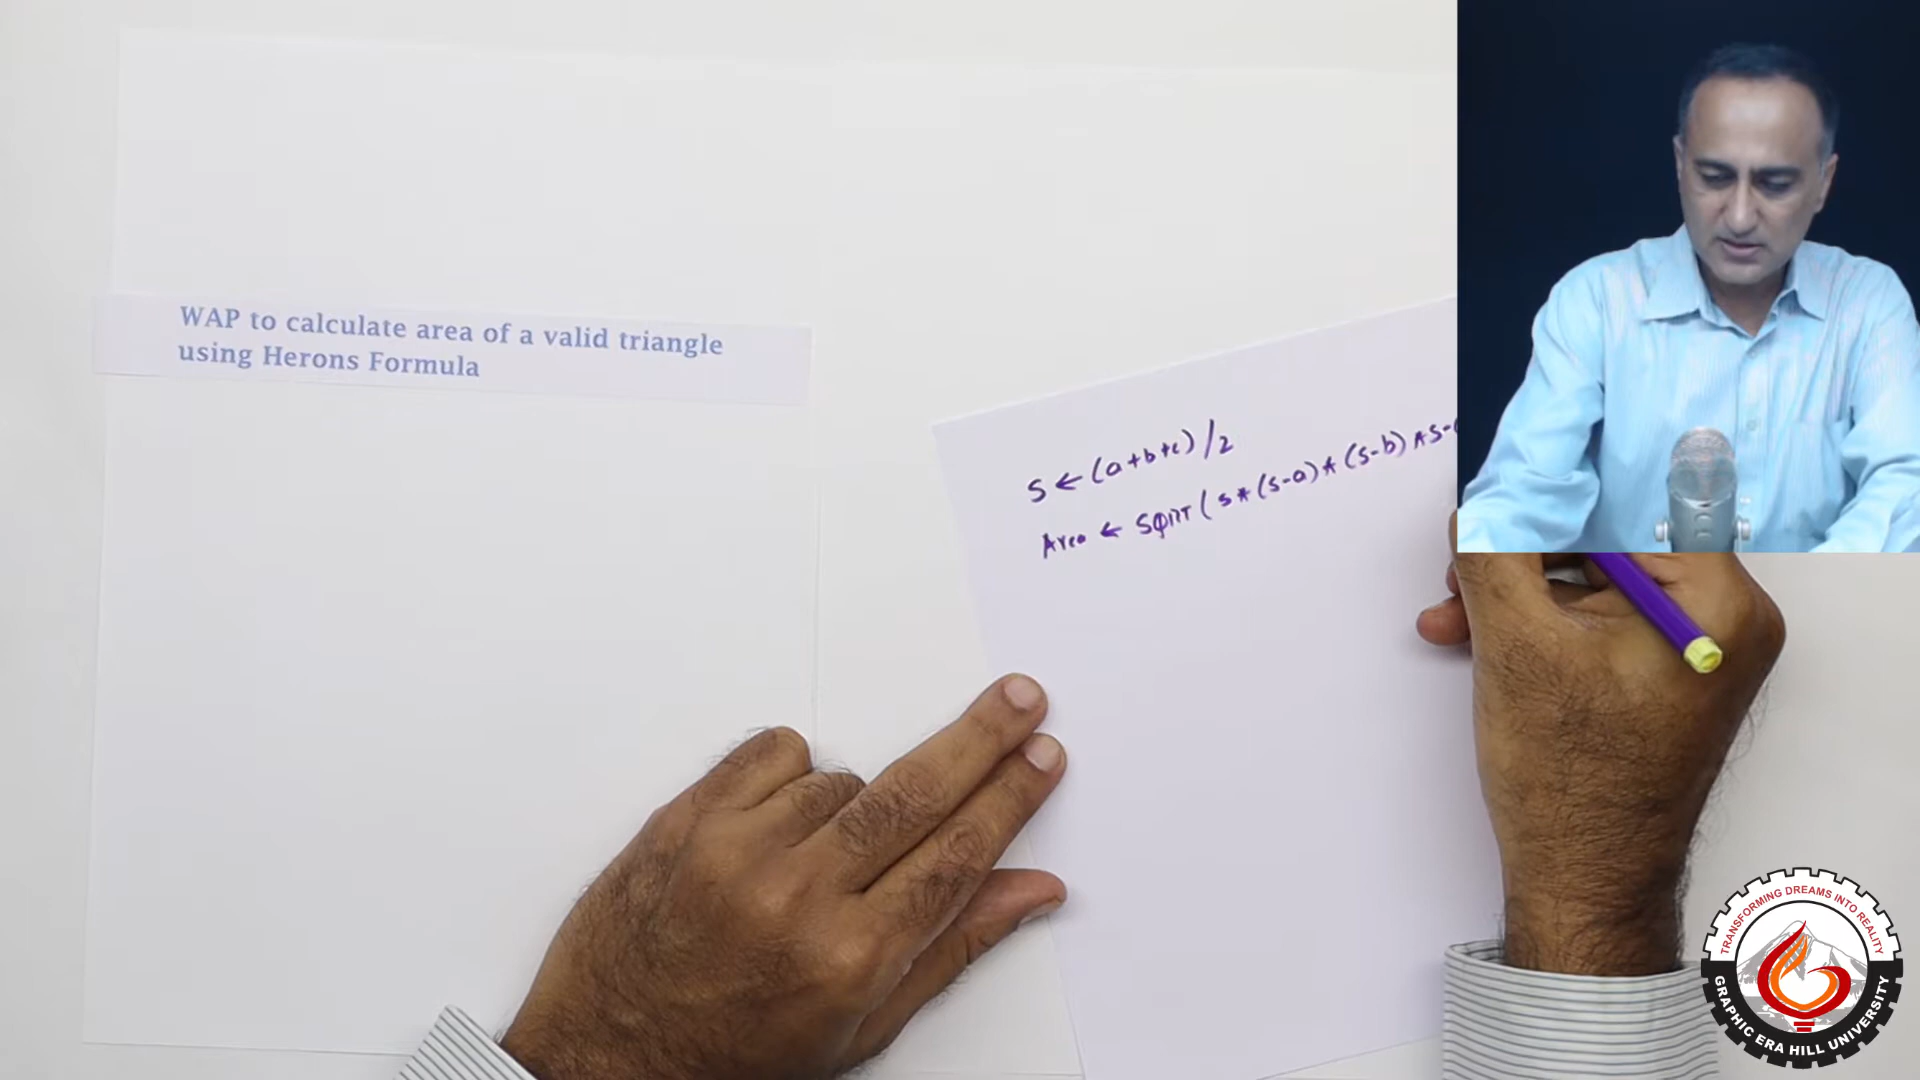 WAP to calculate area of a valid triangle
using Herons Formula
S ← (a+b+c)/2
Area ← SQRT ( s * (s-a) * (s-b) * s-
TRANSFORMING DREAMS INTO REALITY
GRAPHIC ERA HILL UNIVERSITY